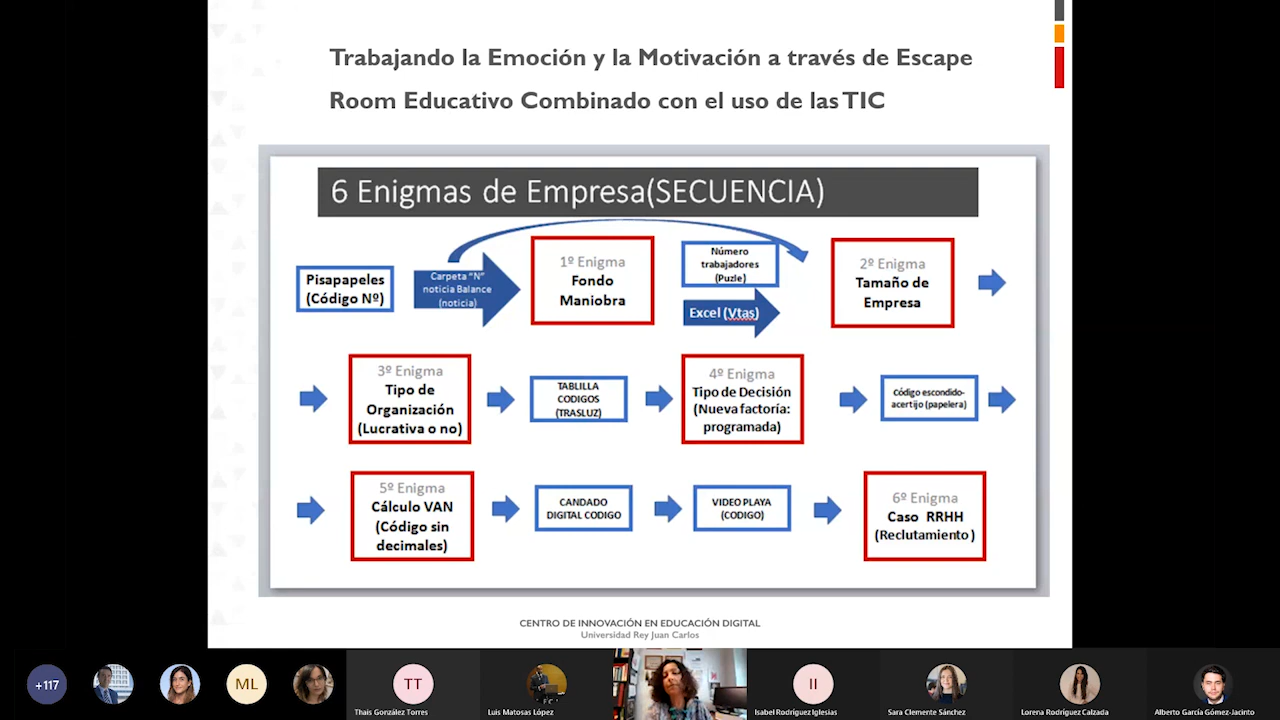 Trabajando la Emoción y la Motivación a través de Escape
Room Educativo Combinado con el uso de las TIC
6 Enigmas de Empresa(SECUENCIA)
Pisapapeles
(Código Nº)
Carpeta "N"
noticia Balance
(noticia)
1º Enigma
Fondo
Maniobra
Número
trabajadores
(Puzle)
Excel (Vtas)
2º Enigma
Tamaño de
Empresa
3º Enigma
Tipo de
Organización
(Lucrativa o no)
TABLILLA
CODIGOS
(TRASLUZ)
4º Enigma
Tipo de Decisión
(Nueva factoría:
programada)
Código escondido-
acertijo (papelera)
5º Enigma
Cálculo VAN
(Código sin
decimales)
CANDADO
DIGITAL CODIGO
VIDEO PLAYA
(CODIGO)
6º Enigma
Caso RRHH
(Reclutamiento)
CENTRO DE INNOVACIÓN EN EDUCACIÓN DIGITAL
Universidad Rey Juan Carlos
+117
ML
TT
II
Thais González Torres
Luis Matosas López
Isabel Rodríguez Iglesias
Sara Clemente Sánchez
Lorena Rodríguez Calzada
Alberto García Gómez-Jacinto